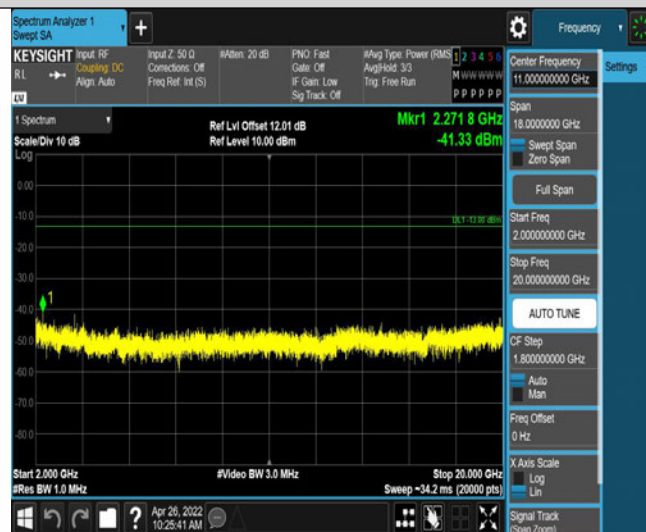 Spectrum Analyzer 1
Swept SA
Frequency
KEYSIGHT
Input: RF
Coupling: DC
Align: Auto
Input Z: 50 Ω
Corrections: Off
Freq Ref: Int (S)
#Atten: 20 dB
PNO: Fast
Gate: Off
IF Gain: Low
Sig Track: Off
#Avg Type: Power (RMS
Avg|Hold: 3/3
Trig: Free Run
1 2 3 4 5 6
M W W W W W
P P P P P P
R L
LXI
1 Spectrum
Scale/Div 10 dB
Log
Ref Lvl Offset 12.01 dB
Ref Level 10.00 dBm
Mkr1 2.271 8 GHz
-41.33 dBm
0.00
-10.0
DL1 -13.00 dBm
-20.0
-30.0
-40.0
1
-50.0
-60.0
-70.0
-80.0
Start 2.000 GHz
#Res BW 1.0 MHz
#Video BW 3.0 MHz
Stop 20.000 GHz
Sweep ~34.2 ms (20000 pts)
?
Apr 26, 2022
10:25:41 AM
Center Frequency
11.000000000 GHz
Settings
Span
18.0000000 GHz
Swept Span
Zero Span
Full Span
Start Freq
2.000000000 GHz
Stop Freq
20.000000000 GHz
AUTO TUNE
CF Step
1.800000000 GHz
Auto
Man
Freq Offset
0 Hz
X Axis Scale
Log
Lin
Signal Track
(Span Zoom)